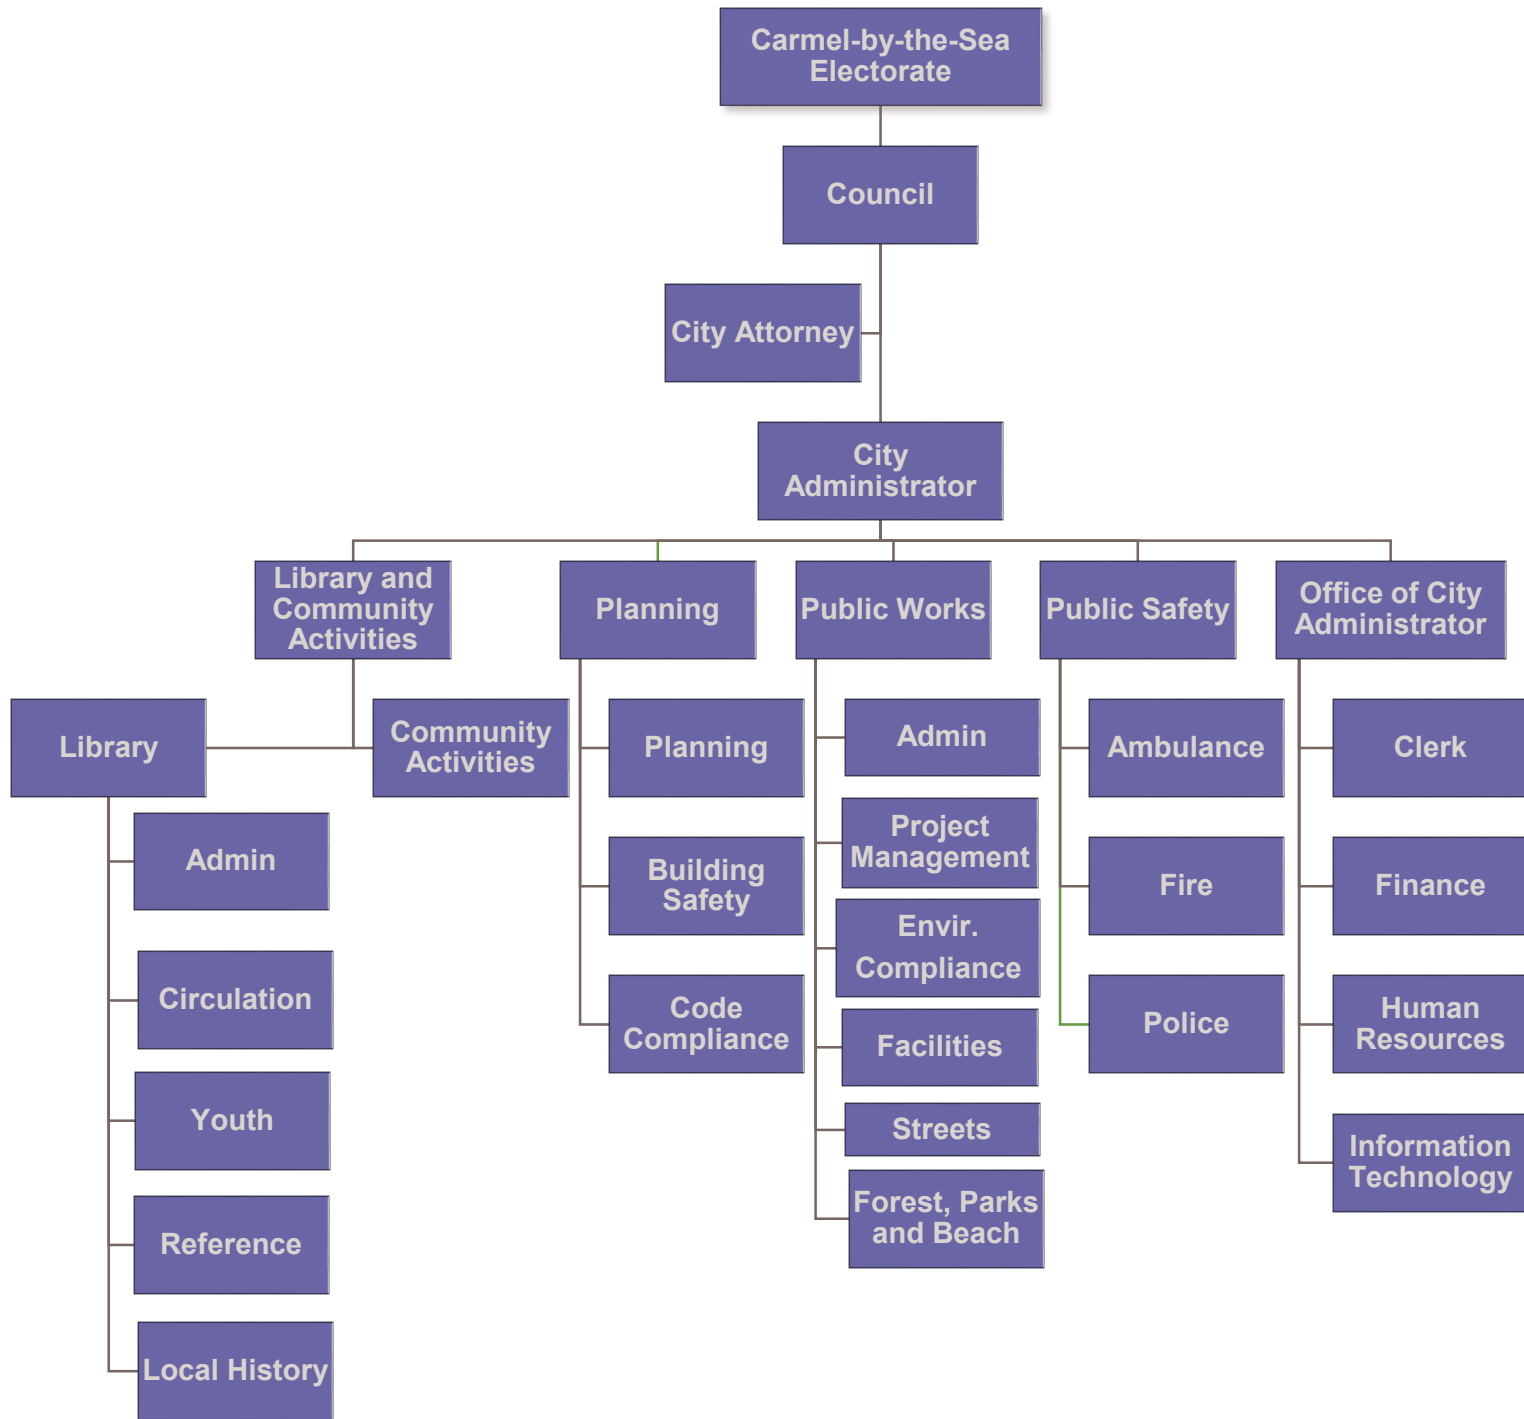 Carmel-by-the-Sea
Electorate
Council
City Attorney
City
Administrator
Library and
Community
Activities
Planning
Public Works
Public Safety
Office of City
Administrator
Library
Community
Activities
Admin
Circulation
Youth
Reference
Local History
Planning
Building
Safety
Code
Compliance
Admin
Project
Management
Envir.
Compliance
Facilities
Streets
Forest, Parks
and Beach
Ambulance
Fire
Police
Clerk
Finance
Human
Resources
Information
Technology